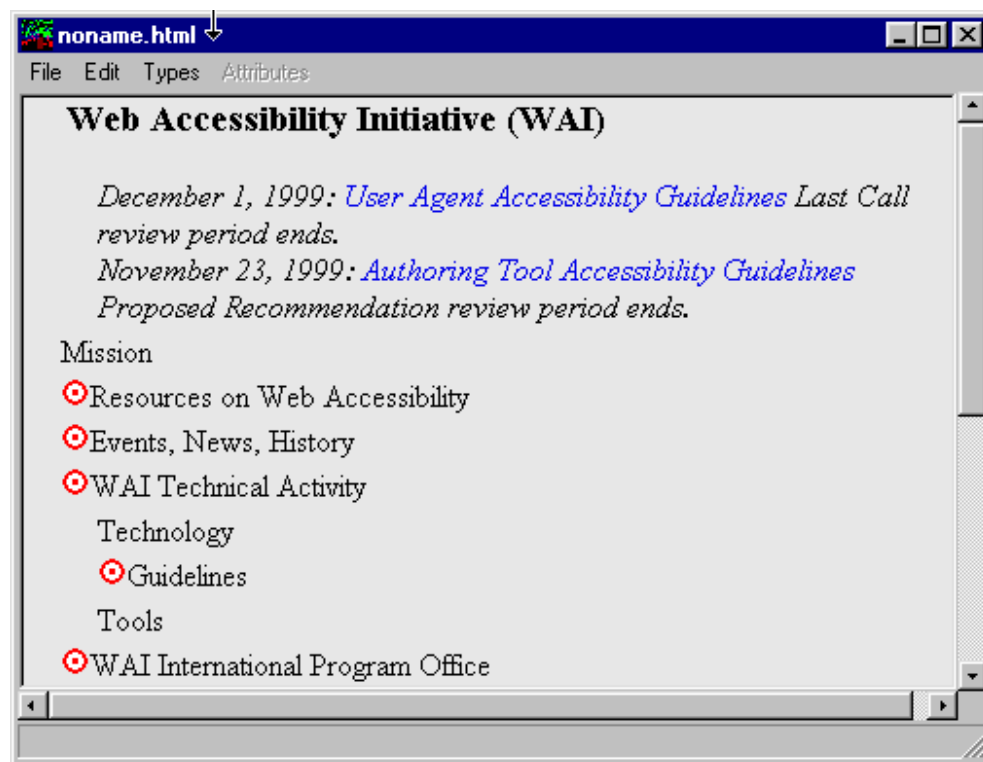 noname.html
File Edit Types Attributes
Web Accessibility Initiative (WAI)
December 1, 1999: User Agent Accessibility Guidelines Last Call
review period ends.
November 23, 1999: Authoring Tool Accessibility Guidelines
Proposed Recommendation review period ends.
Mission
Resources on Web Accessibility
Events, News, History
WAI Technical Activity
Technology
Guidelines
Tools
WAI International Program Office